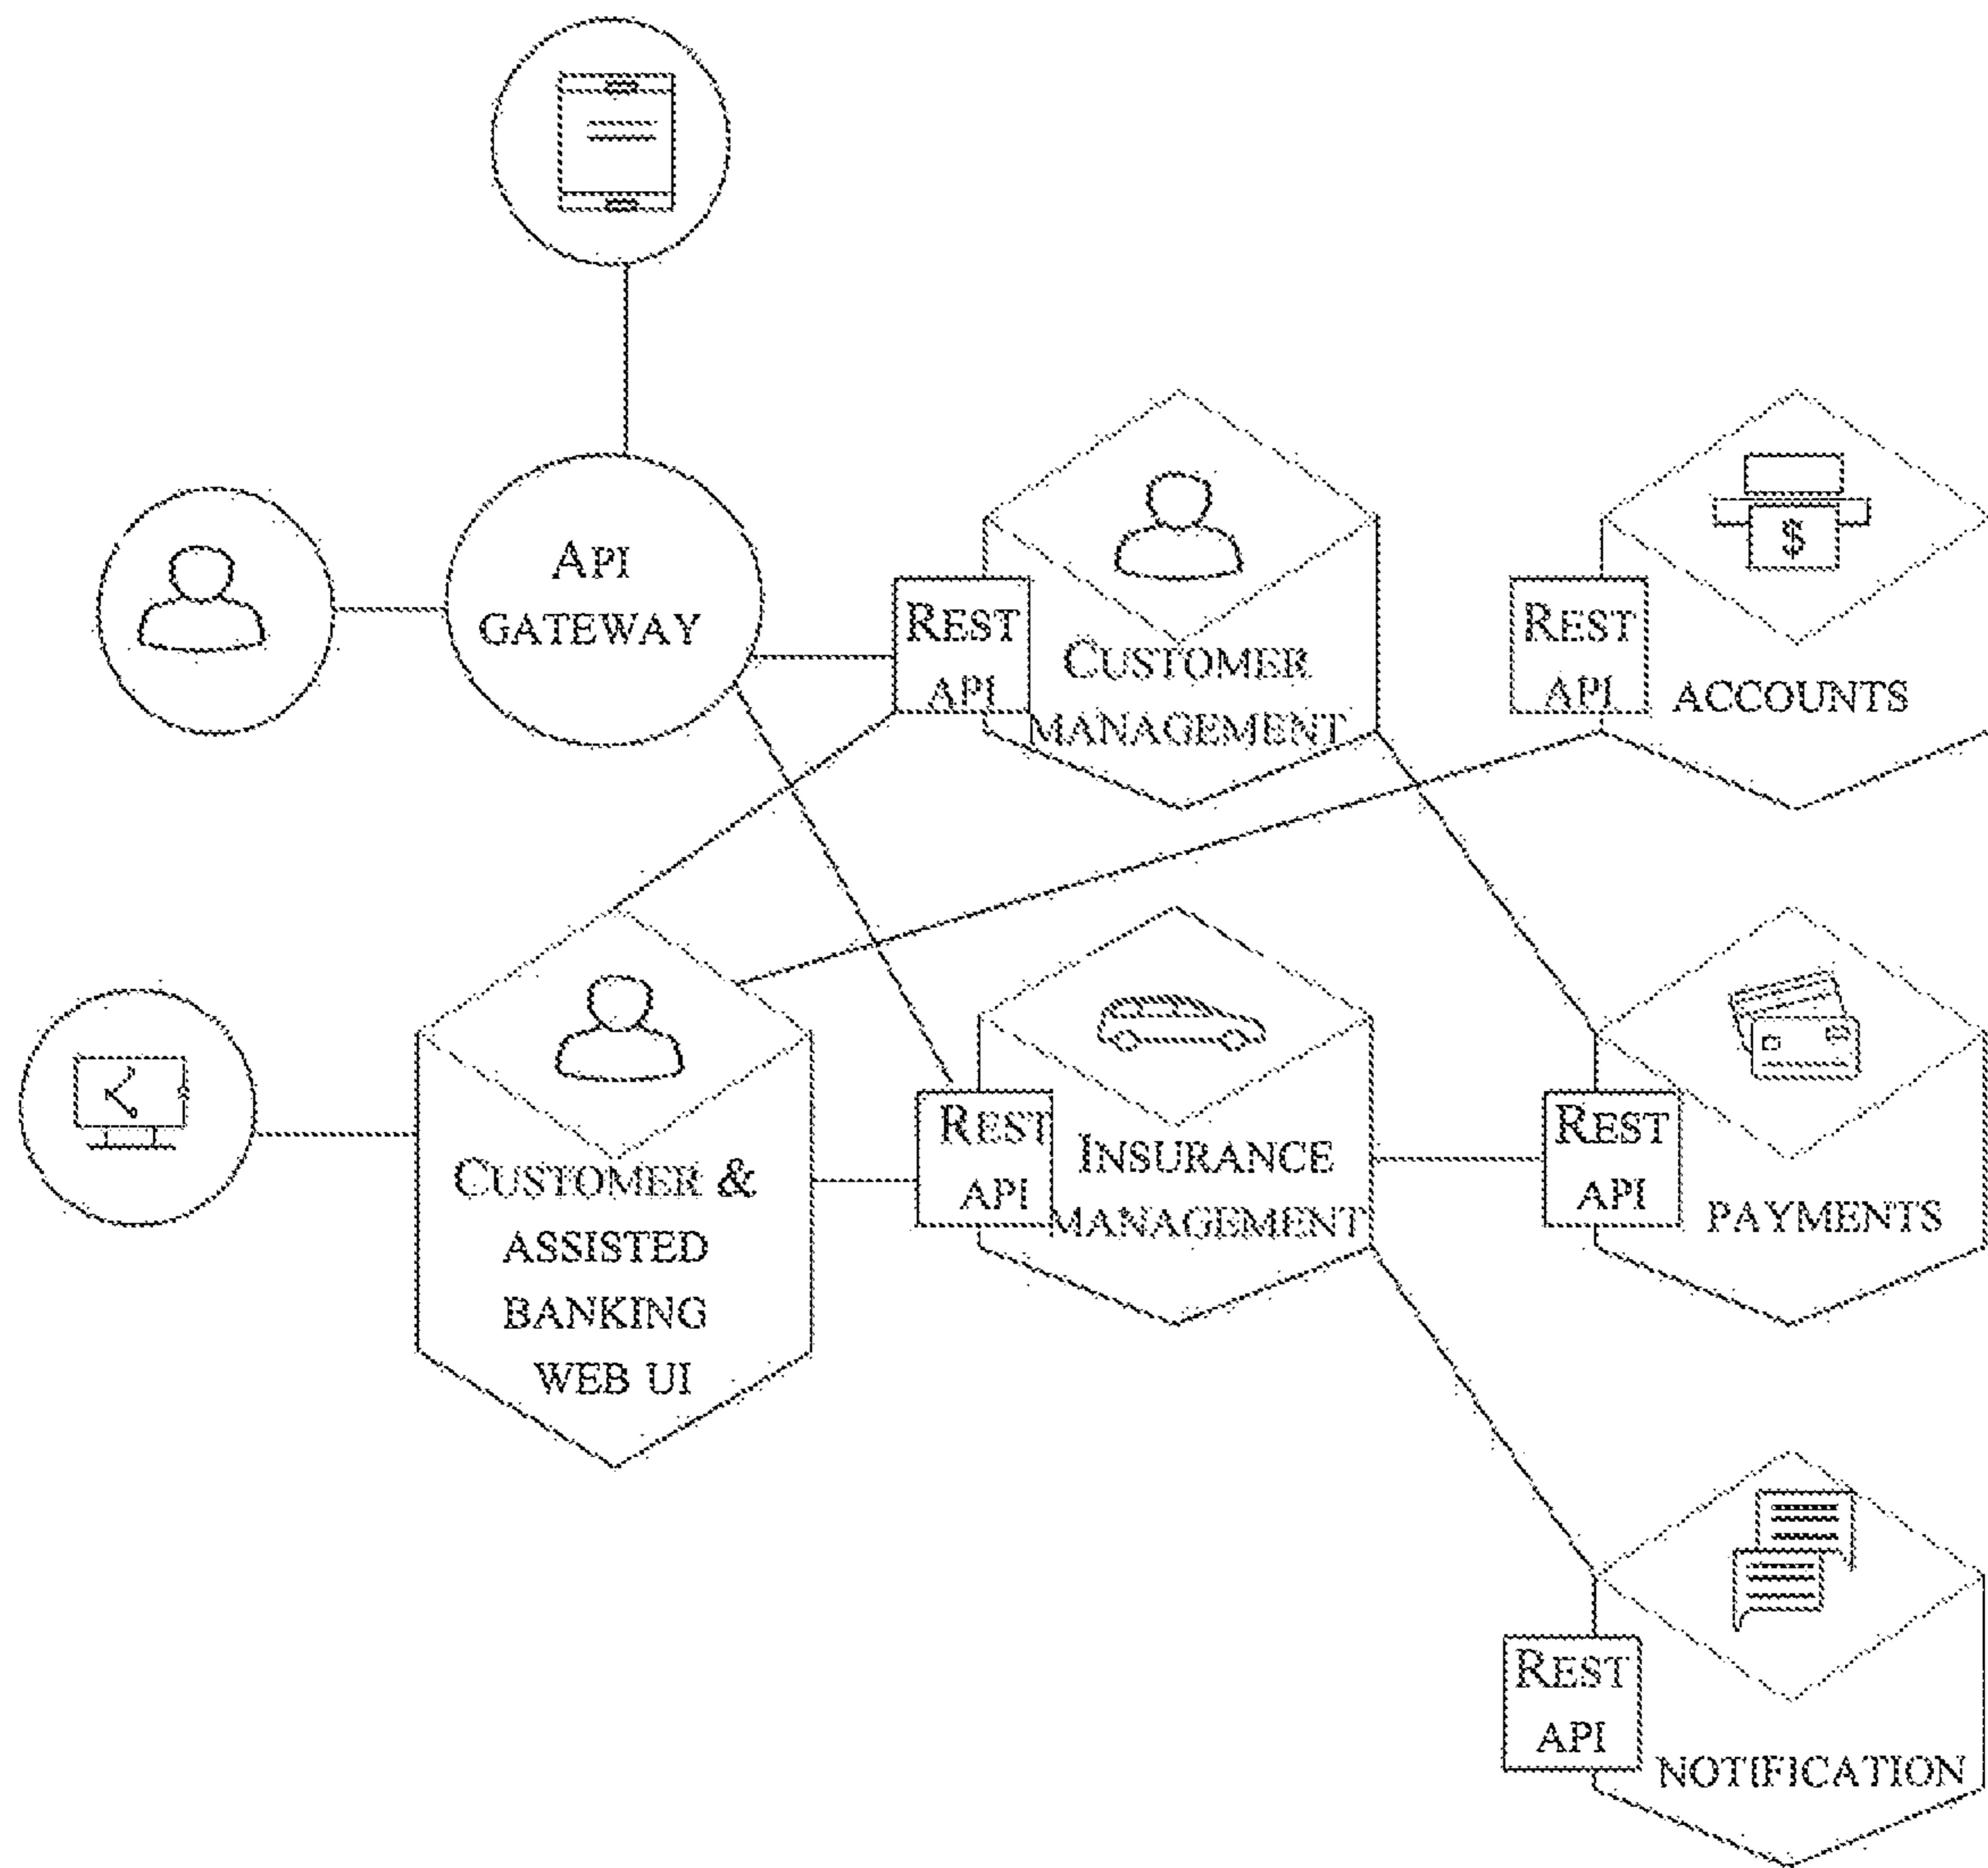 API
GATEWAY
REST
API
CUSTOMER
MANAGEMENT
REST
API
ACCOUNTS
$
CUSTOMER &
ASSISTED
BANKING
WEB UI
REST
API
INSURANCE
MANAGEMENT
REST
API
PAYMENTS
REST
API
NOTIFICATION